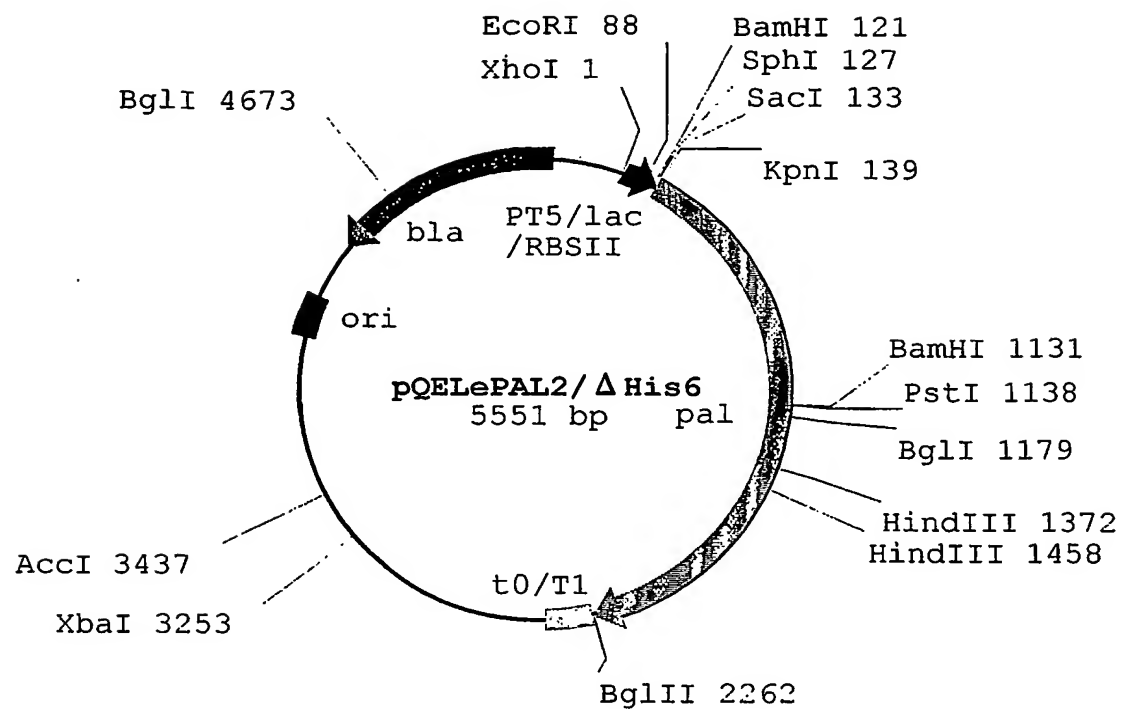 EcoRI 88
XhoI 1
BamHI 121
SphI 127
SacI 133
KpnI 139
BglI 4673
bla
PT5/lac
/RBSII
ori
pQELePAL2/Δ His6
5551 bp
pal
BamHI 1131
PstI 1138
BglI 1179
HindIII 1372
HindIII 1458
AccI 3437
XbaI 3253
t0/T1
BglII 2262